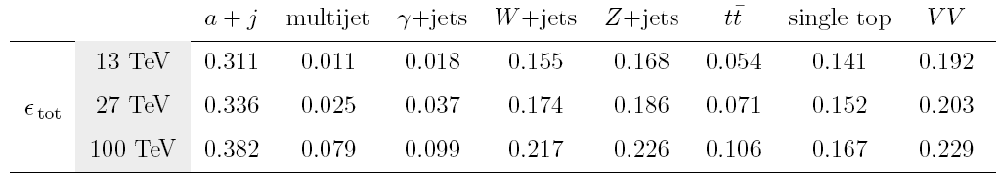 a + j multijet γ+jets W+jets Z+jets tt̄ single top VV
13 TeV 0.311 0.011 0.018 0.155 0.168 0.054 0.141 0.192
ϵtot 27 TeV 0.336 0.025 0.037 0.174 0.186 0.071 0.152 0.203
100 TeV 0.382 0.079 0.099 0.217 0.226 0.106 0.167 0.229